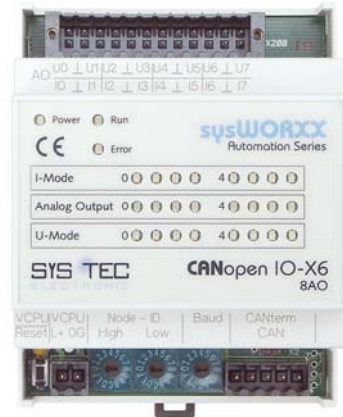 X200
AO U0 ⊥ U1 U2 ⊥ U3 U4 ⊥ U5 U6 ⊥ U7
I0 ⊥ I1 I2 ⊥ I3 I4 ⊥ I5 I6 ⊥ I7
Power Run
CE Error
sysWORXX
Automation Series
I-Mode 0 4
Analog Output 0 4
U-Mode 0 4
SYS TEC
ELECTRONIC
CANopen IO-X6
8AO
VCPU VCPU Node - ID Baud CANterm
Reset L+ 0G High Low CAN